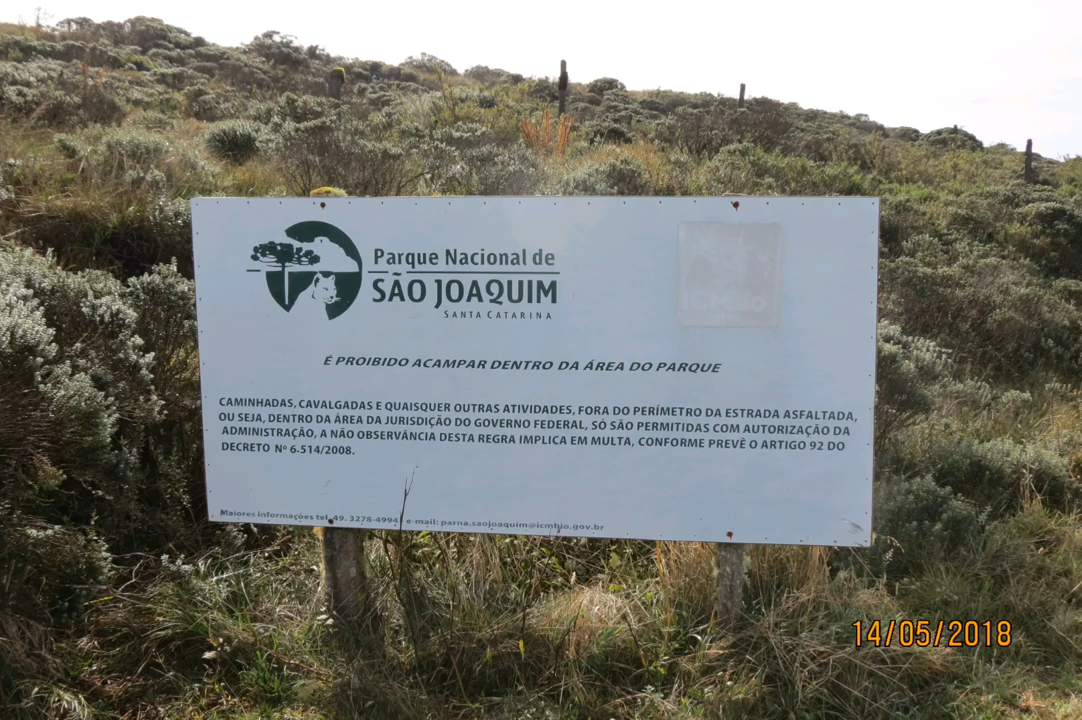 Parque Nacional de
SÃO JOAQUIM
SANTA CATARINA
ICMBio
É PROIBIDO ACAMPAR DENTRO DA ÁREA DO PARQUE
CAMINHADAS, CAVALGADAS E QUAISQUER OUTRAS ATIVIDADES, FORA DO PERÍMETRO DA ESTRADA ASFALTADA,
OU SEJA, DENTRO DA ÁREA DA JURISDIÇÃO DO GOVERNO FEDERAL, SÓ SÃO PERMITIDAS COM AUTORIZAÇÃO DA
ADMINISTRAÇÃO, A NÃO OBSERVÂNCIA DESTA REGRA IMPLICA EM MULTA, CONFORME PREVÊ O ARTIGO 92 DO
DECRETO Nº 6.514/2008.
Maiores informações tel. 49. 3278-4994 e-mail: parna.saojoaquim@icmbio.gov.br
14/05/2018